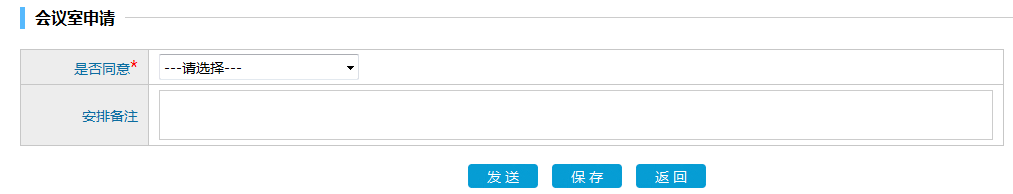 会议室申请
是否同意*
---请选择---
安排备注
发送 保存 返回